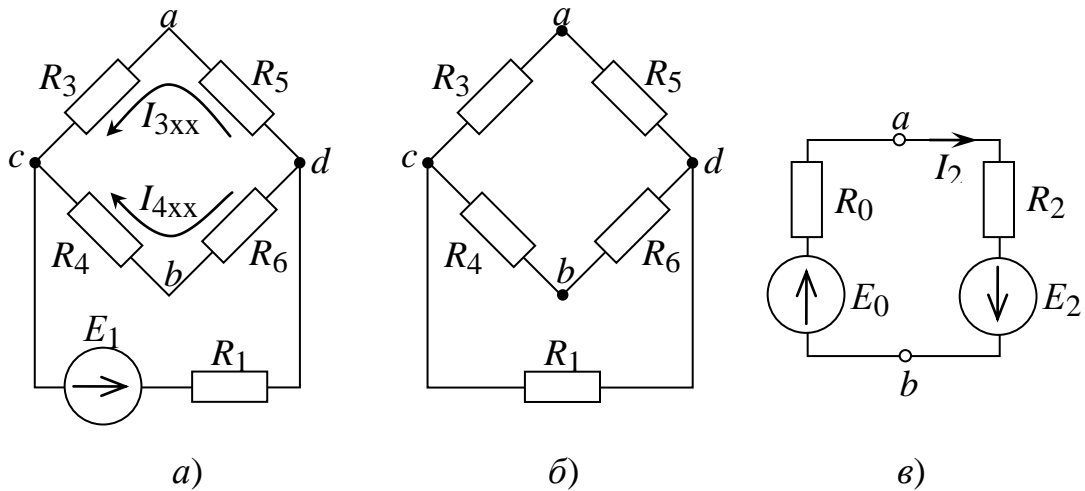 a
R3
R5
I3xx
c
d
I4xx
R4
R6
b
E1
R1
а)
a
R3
R5
c
d
R4
R6
b
R1
б)
a
I2
R0
R2
E0
E2
b
в)